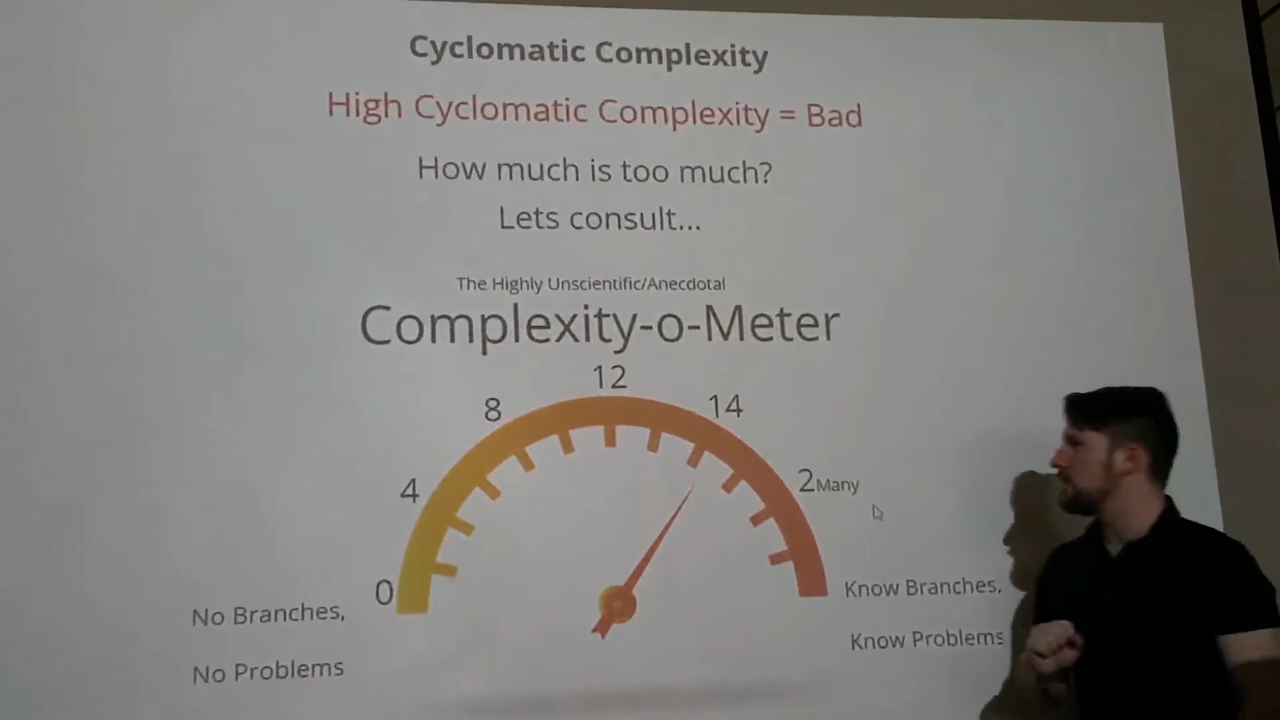 Cyclomatic Complexity
High Cyclomatic Complexity = Bad
How much is too much?
Lets consult...
The Highly Unscientific/Anecdotal
Complexity-o-Meter
12
8
14
4
2Many
0
No Branches,
Know Branches,
No Problems
Know Problems